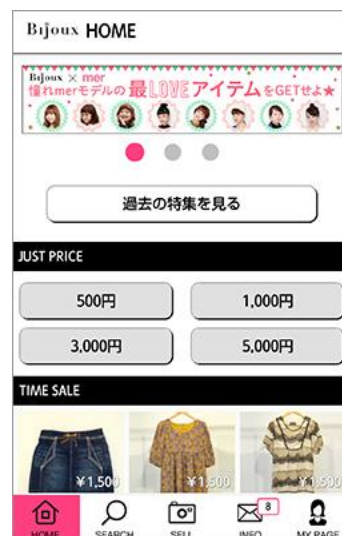 Bijoux HOME
Bijoux × mer
憧れmerモデルの最LOVEアイテムをGETせよ★
過去の特集を見る
JUST PRICE
500円
1,000円
3,000円
5,000円
TIME SALE
¥1,500
¥1,500
¥1,500
8
HOME
SEARCH
SELL
INFO
MY PAGE